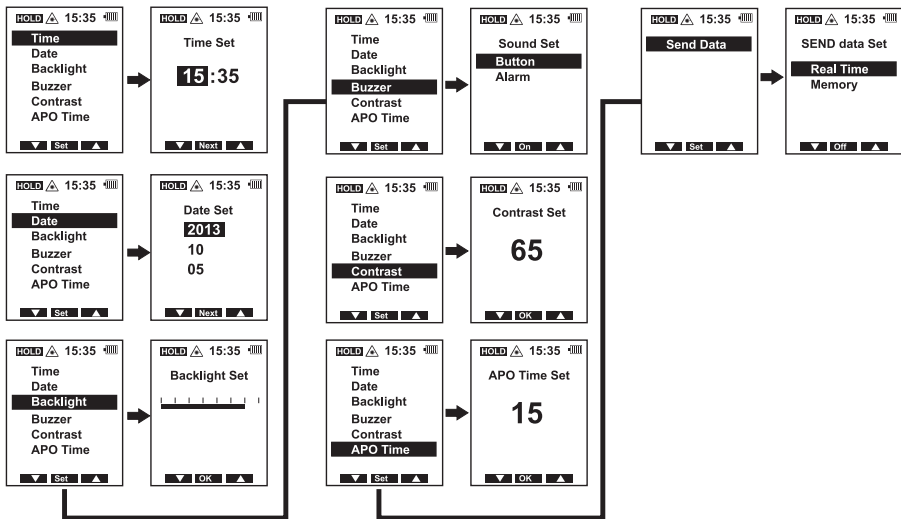 HOLD 15:35
Time
Date
Backlight
Buzzer
Contrast
APO Time
Set
HOLD 15:35
Time Set
15:35
Next
HOLD 15:35
Time
Date
Backlight
Buzzer
Contrast
APO Time
Set
HOLD 15:35
Date Set
2013
10
05
Next
HOLD 15:35
Time
Date
Backlight
Buzzer
Contrast
APO Time
Set
HOLD 15:35
Backlight Set
OK
HOLD 15:35
Time
Date
Backlight
Buzzer
Contrast
APO Time
Set
HOLD 15:35
Sound Set
Button
Alarm
On
HOLD 15:35
Time
Date
Backlight
Buzzer
Contrast
APO Time
Set
HOLD 15:35
Contrast Set
65
OK
HOLD 15:35
Time
Date
Backlight
Buzzer
Contrast
APO Time
Set
HOLD 15:35
APO Time Set
15
OK
HOLD 15:35
Send Data
Set
HOLD 15:35
SEND data Set
Real Time
Memory
Off